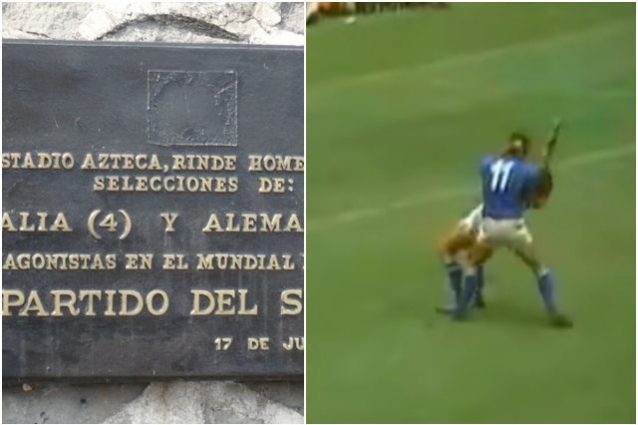 STADIO AZTECA, RINDE HOME
SELECCIONES DE:
ALIA (4) Y ALEMA
AGONISTAS EN EL MUNDIAL
PARTIDO DEL S
17 DE JU
11